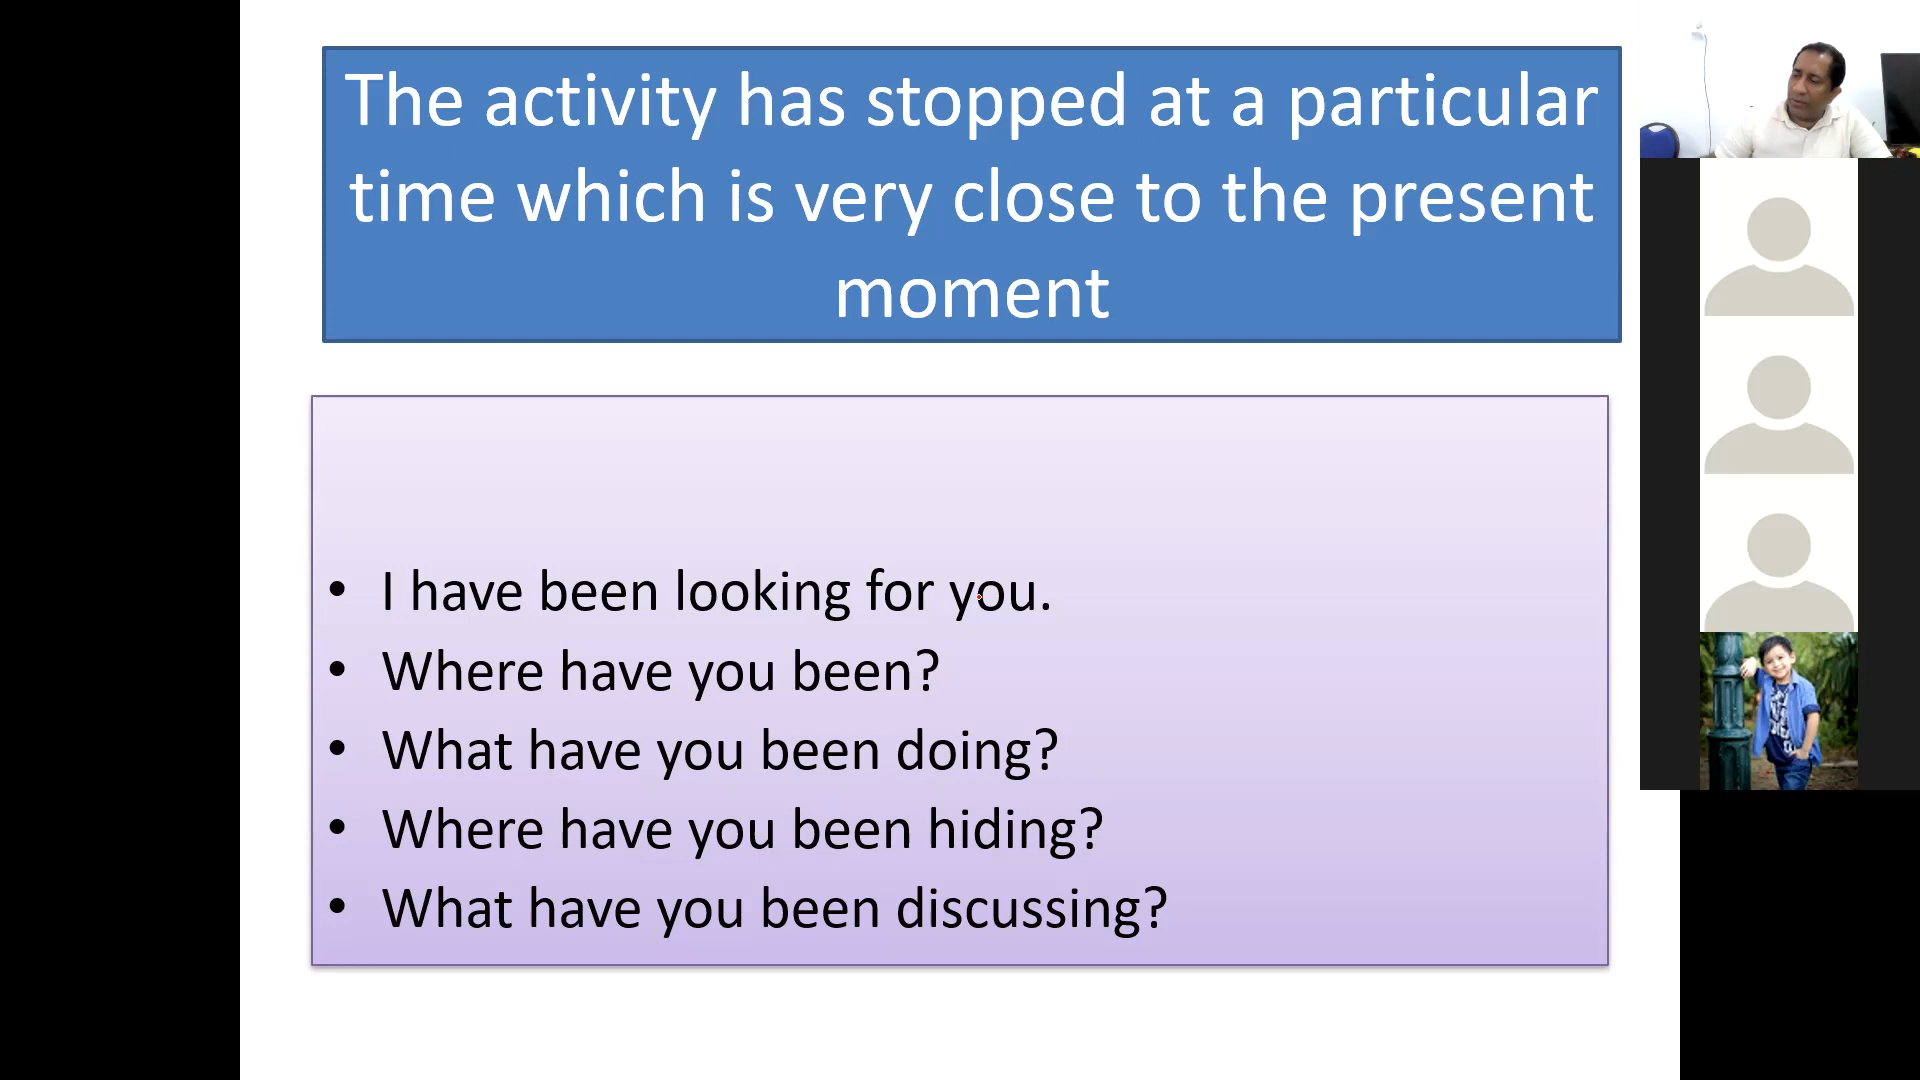 The activity has stopped at a particular
time which is very close to the present
moment
• I have been looking for you.
• Where have you been?
• What have you been doing?
• Where have you been hiding?
• What have you been discussing?